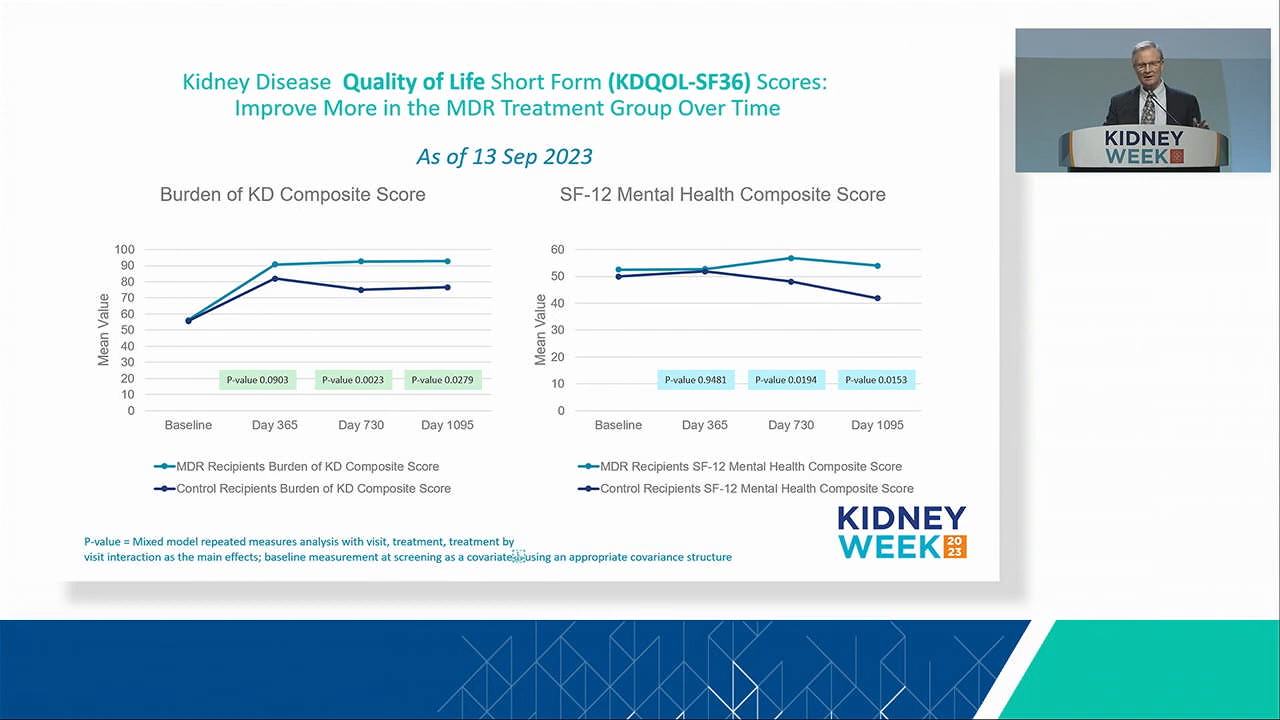 Kidney Disease Quality of Life Short Form (KDQOL-SF36) Scores:
Improve More in the MDR Treatment Group Over Time
As of 13 Sep 2023
Burden of KD Composite Score
100
90
80
70
60
50
40
30
20
10
0
Mean Value
P-value 0.0903
P-value 0.0023
P-value 0.0279
Baseline
Day 365
Day 730
Day 1095
MDR Recipients Burden of KD Composite Score
Control Recipients Burden of KD Composite Score
SF-12 Mental Health Composite Score
60
50
40
30
20
10
0
Mean Value
P-value 0.9481
P-value 0.0194
P-value 0.0153
Baseline
Day 365
Day 730
Day 1095
MDR Recipients SF-12 Mental Health Composite Score
Control Recipients SF-12 Mental Health Composite Score
P-value = Mixed model repeated measures analysis with visit, treatment, treatment by
visit interaction as the main effects; baseline measurement at screening as a covariate using an appropriate covariance structure
KIDNEY
WEEK 20
23
KIDNEY
WEEK